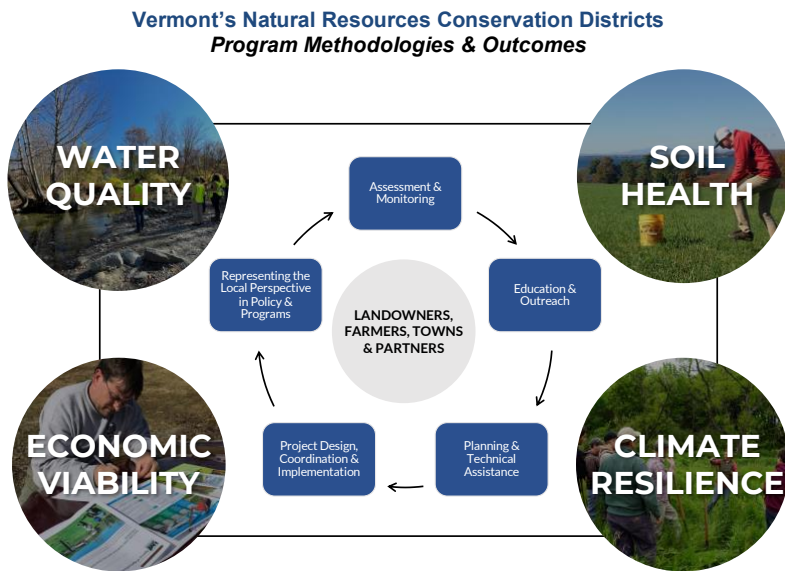 Vermont's Natural Resources Conservation Districts
Program Methodologies & Outcomes
WATER
QUALITY
SOIL
HEALTH
Assessment &
Monitoring
Representing the
Local Perspective
in Policy &
Programs
Education &
Outreach
LANDOWNERS,
FARMERS, TOWNS
& PARTNERS
ECONOMIC
VIABILITY
Project Design,
Coordination &
Implementation
Planning &
Technical
Assistance
CLIMATE
RESILIENCE